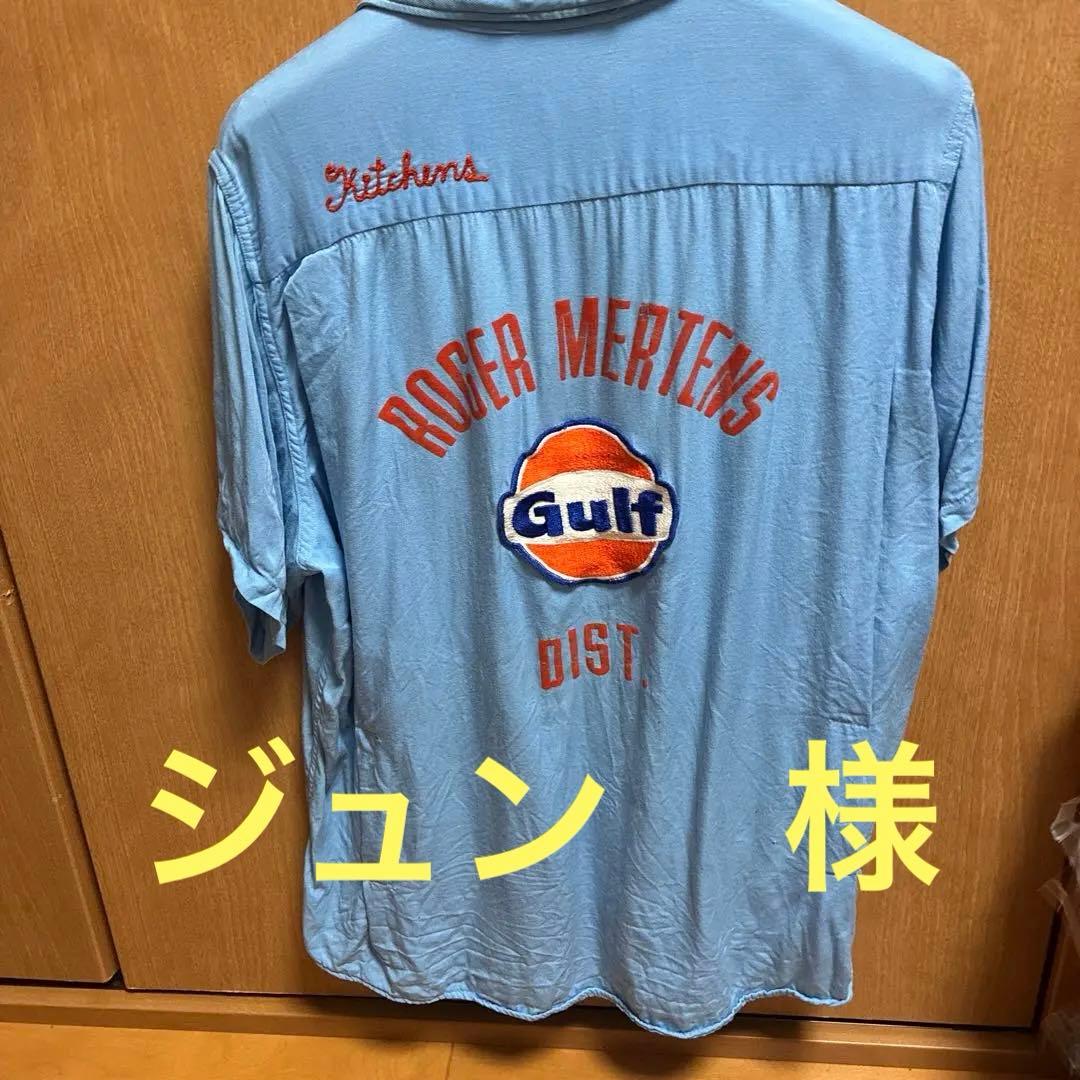 Kitchens
ROGER MERTENS
Gulf
DIST.
ジュン 様